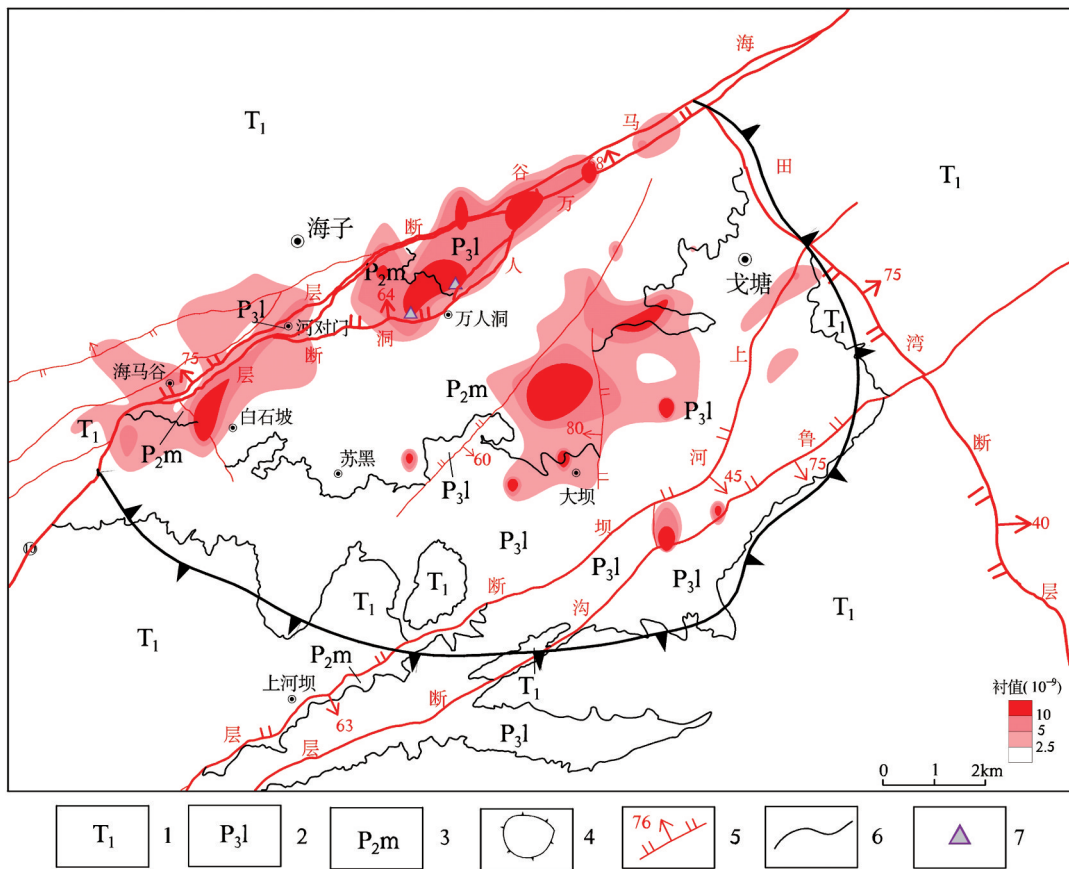 海
马
田
T₁
T₁
谷
68
万
海子
断
P₃l
人
戈塘
P₂m
75
层
64
P₃l
T₁
河对门
洞
万人洞
上
断
75
海马谷
层
P₂m
P₃l
湾
T₁
白石坡
80
鲁
P₂m
苏黑
60
河
75
断
P₃l
大坝
45
40
10
P₃l
坝
P₃l
P₃l
T₁
断
沟
层
T₁
T₁
T₁
P₂m
上河坝
T₁
断
衬值(10⁻⁹)
63
10
层
层
P₃l
5
2.5
0 1 2km
T₁ 1 P₃l 2 P₂m 3 4 76 5 6 7